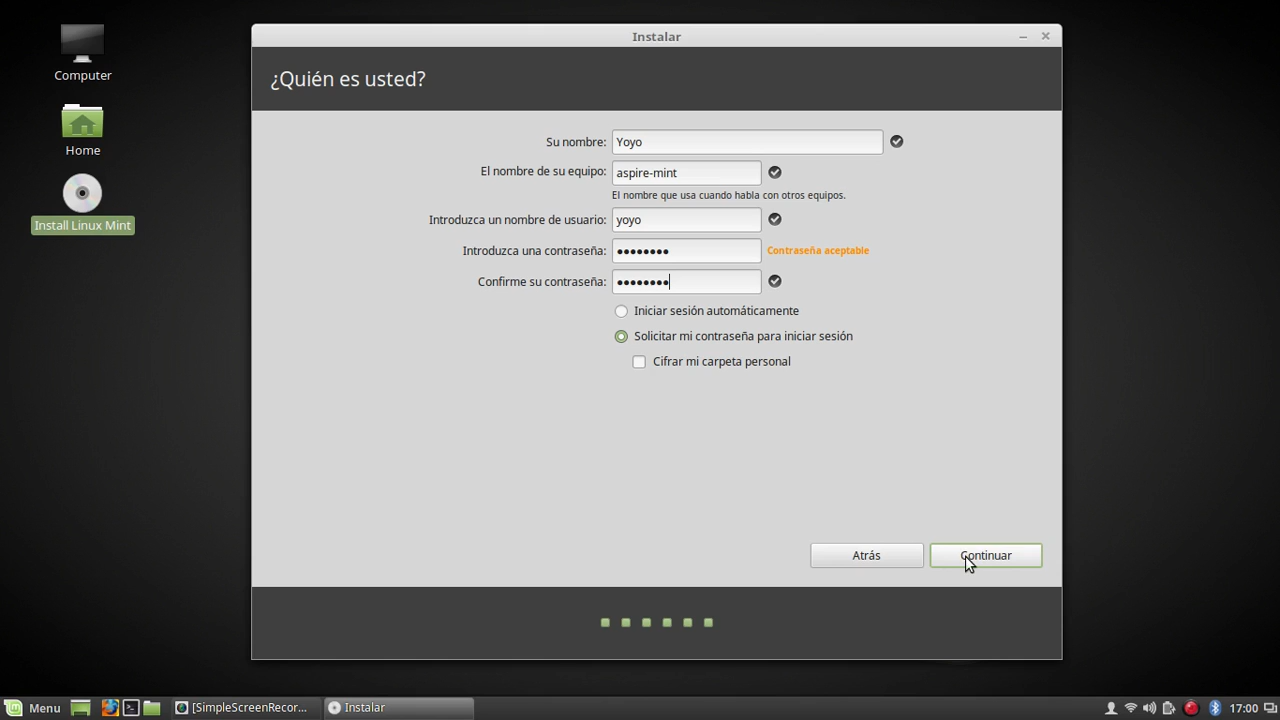 Instalar
Computer
¿Quién es usted?
Su nombre: Yoyo
Home
El nombre de su equipo: aspire-mint
El nombre que usa cuando habla con otros equipos.
Install Linux Mint
Introduzca un nombre de usuario: yoyo
Introduzca una contraseña: ●●●●●●●● Contraseña aceptable
Confirme su contraseña: ●●●●●●●●
Iniciar sesión automáticamente
Solicitar mi contraseña para iniciar sesión
Cifrar mi carpeta personal
Atrás Continuar
Menu [SimpleScreenRecor... Instalar 17:00